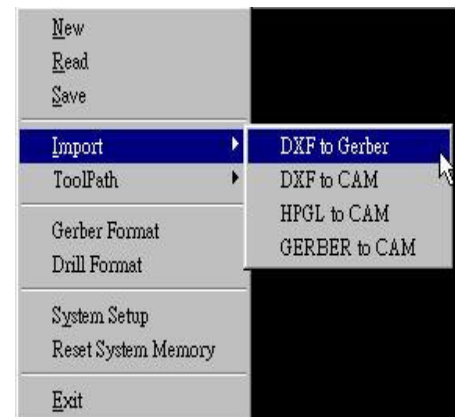 New
Read
Save
Import
ToolPath
Gerber Format
Drill Format
System Setup
Reset System Memory
Exit
DXF to Gerber
DXF to CAM
HPGL to CAM
GERBER to CAM